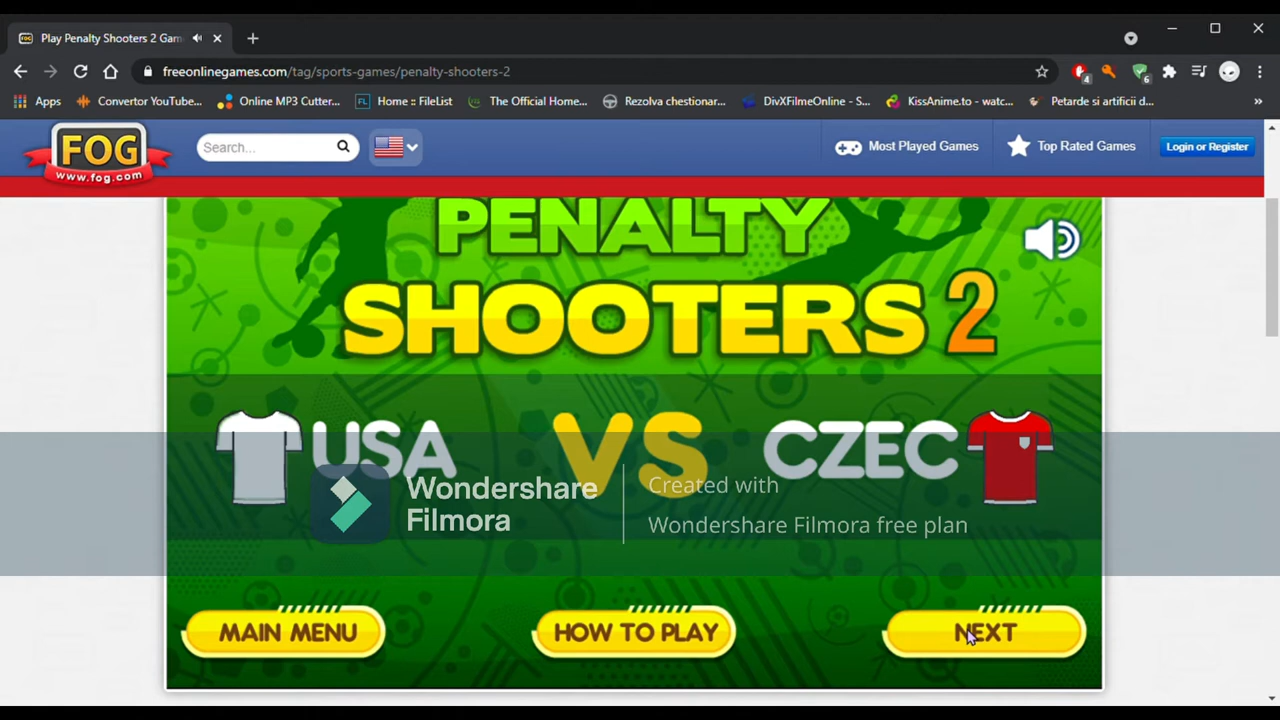 Play Penalty Shooters 2 Gam
freeonlinegames.com/tag/sports-games/penalty-shooters-2
4
6
Apps
Convertor YouTube...
Online MP3 Cutter...
FL
Home :: FileList
The Official Home...
Rezolva chestionar...
DivXFilmeOnline - S...
KissAnime.to - watc...
Petarde si artificii d...
»
FOG
www.fog.com
Search...
Most Played Games
Top Rated Games
Login or Register
PENALTY
SHOOTERS 2
USA VS CZEC
Wondershare
Filmora
Created with
Wondershare Filmora free plan
MAIN MENU
HOW TO PLAY
NEXT